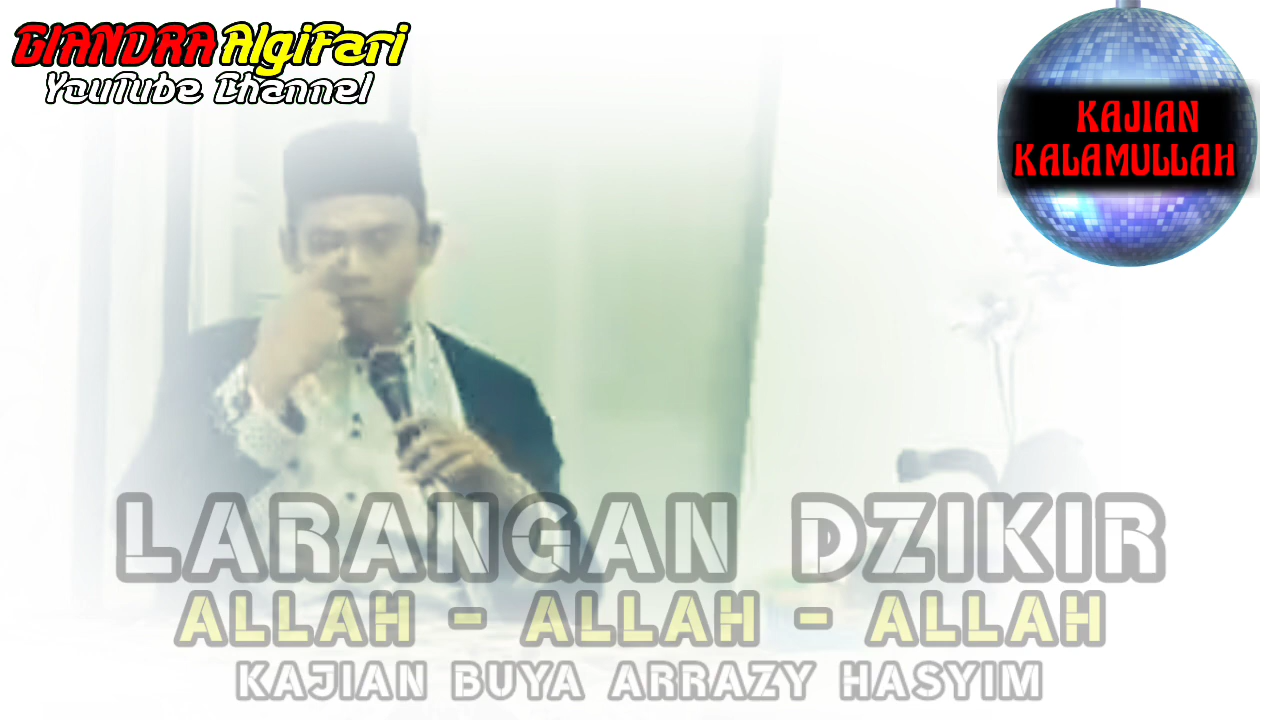 GIANDRA AlgiFari
YouTube Channel
KAJIAN
KALAMULLAH
LARANGAN DZIKIR
ALLAH - ALLAH - ALLAH
KAJIAN BUYA ARRAZY HASYIM